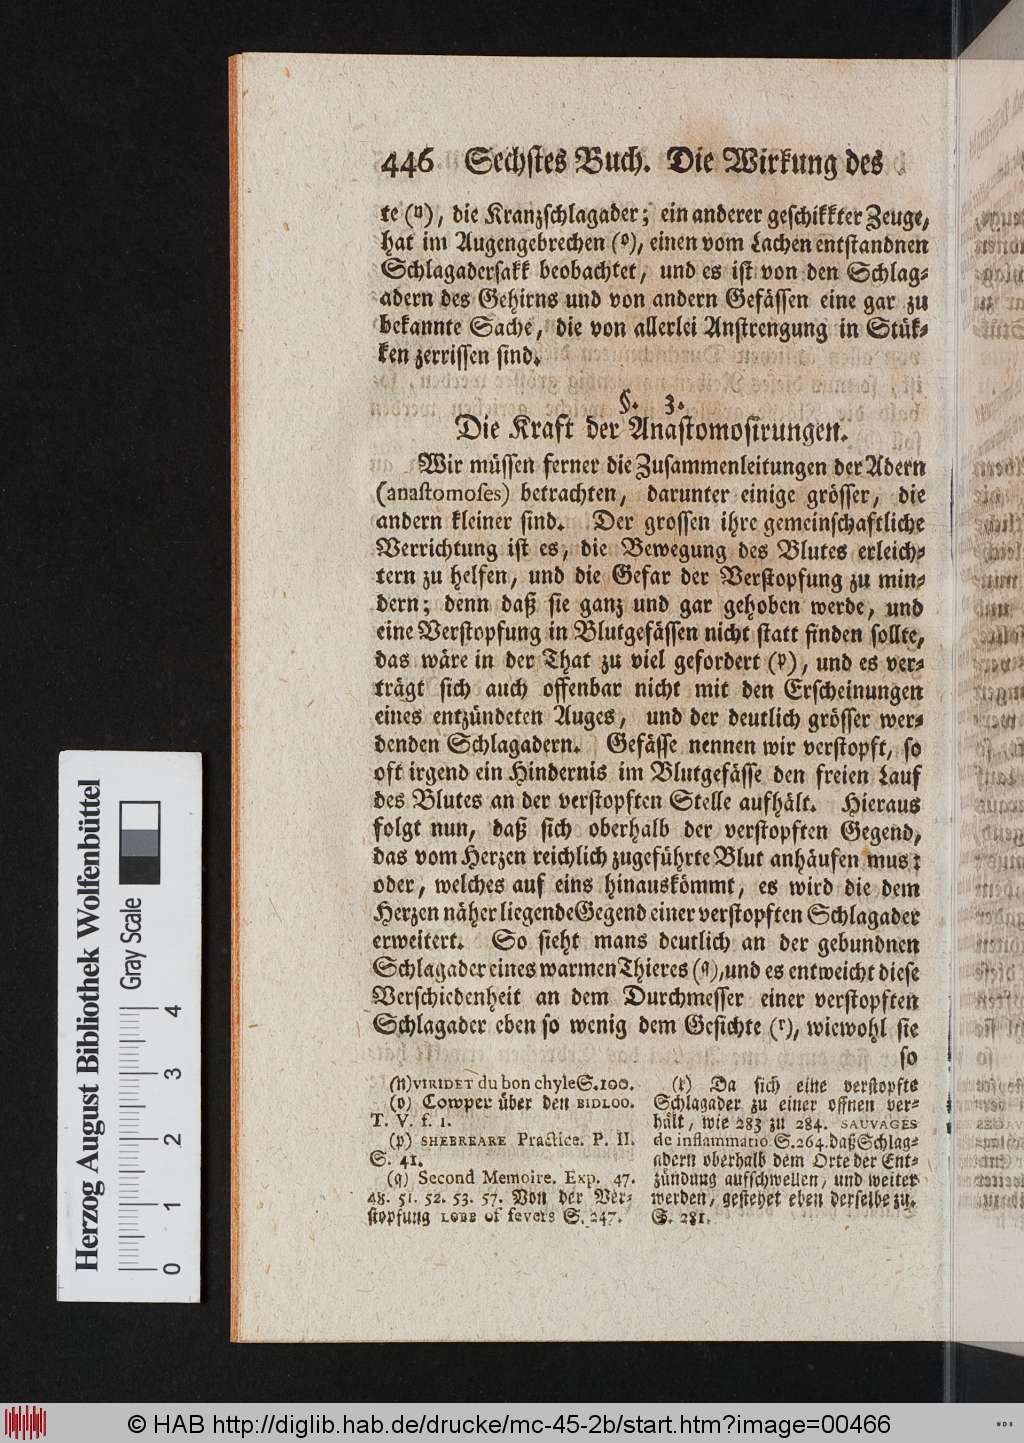 446 Sechstes Buch. Die Wirkung des
te (n), die Kranzschlagader; ein anderer geschikkter Zeuge,
hat im Augengebrechen (o), einen vom Lachen entstandnen
Schlagadersakk beobachtet, und es ist von den Schlag-
adern des Gehirns und von andern Gefässen eine gar zu
bekannte Sache, die von allerlei Anstrengung in Stük-
ken zerrissen sind.
§. 3.
Die Kraft der Anastomosirungen.
Wir müssen ferner die Zusammenleitungen der Adern
(anastomoses) betrachten, darunter einige grösser, die
andern kleiner sind. Der grossen ihre gemeinschaftliche
Verrichtung ist es, die Bewegung des Blutes erleich-
tern zu helfen, und die Gefar der Verstopfung zu min-
dern; denn daß sie ganz und gar gehoben werde, und
eine Verstopfung in Blutgefässen nicht statt finden sollte,
das wäre in der That zu viel gefordert (p), und es ver-
trägt sich auch offenbar nicht mit den Erscheinungen
eines entzündeten Auges, und der deutlich grösser wer-
denden Schlagadern. Gefässe nennen wir verstopft, so
oft irgend ein Hindernis im Blutgefässe den freien Lauf
des Blutes an der verstopften Stelle aufhält. Hieraus
folgt nun, daß sich oberhalb der verstopften Gegend,
das vom Herzen reichlich zugeführte Blut anhäufen mus:
oder, welches auf eins hinauskömmt, es wird die dem
Herzen näher liegende Gegend einer verstopften Schlagader
erweitert. So sieht mans deutlich an der gebundnen
Schlagader eines warmen Thieres (q), und es entweicht diese
Verschiedenheit an dem Durchmesser einer verstopften
Schlagader eben so wenig dem Gesichte (r), wiewohl sie
so
(n) VIRIDET du bon chyle S. 100.
(o) Cowper über den BIDLOO.
T. V. f. 1.
(p) SHEBREARE Practice. P. II.
S. 41.
(q) Second Memoire. Exp. 47.
48. 51. 52. 53. 57. Von der Ver-
stopfung LOBB of fevers S. 247.
(r) Da sich eine verstopfte
Schlagader zu einer offnen ver-
hält, wie 283 zu 284. SAUVAGES
de inflammatio S. 264. daß Schlag-
adern oberhalb dem Orte der Ent-
zündung aufschwellen, und weiter
werden, gestehet eben derselbe zu.
S. 281.
Herzog August Bibliothek Wolfenbüttel
Gray Scale
0 1 2 3 4
© HAB http://diglib.hab.de/drucke/mc-45-2b/start.htm?image=00466